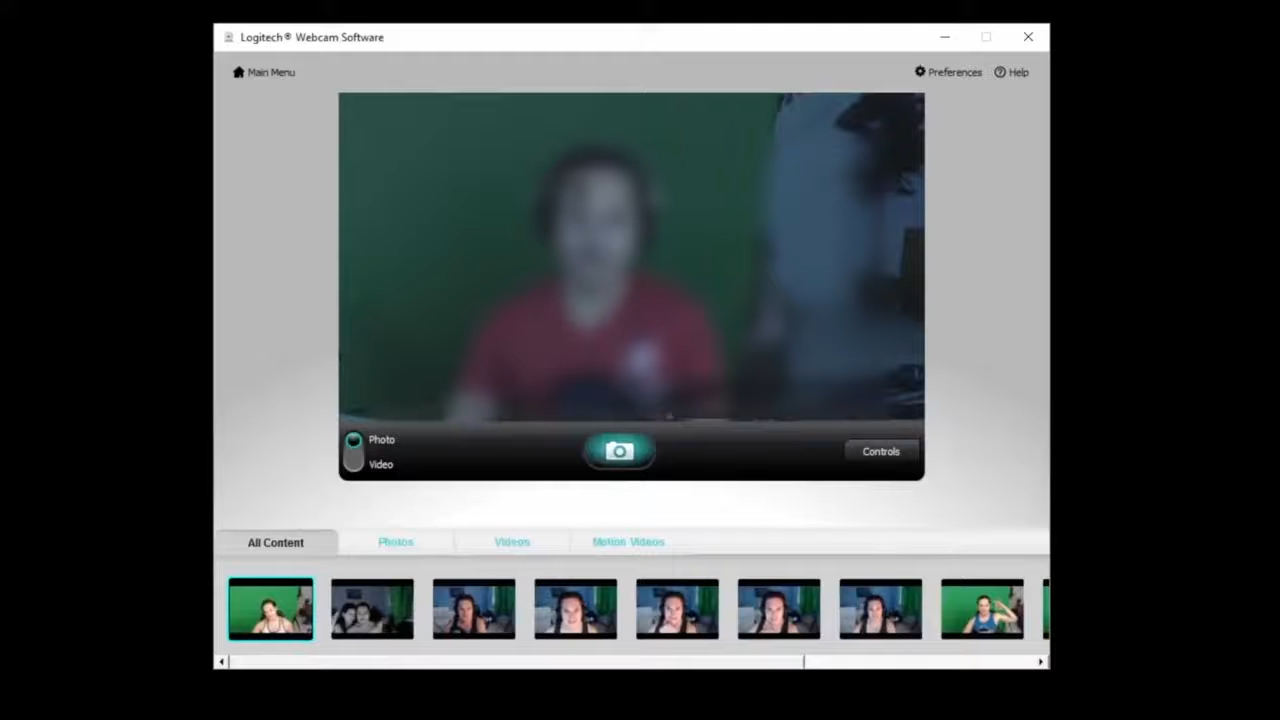 Logitech® Webcam Software
Main Menu
Preferences
Help
Photo
Video
Controls
All Content
Photos
Videos
Motion Videos